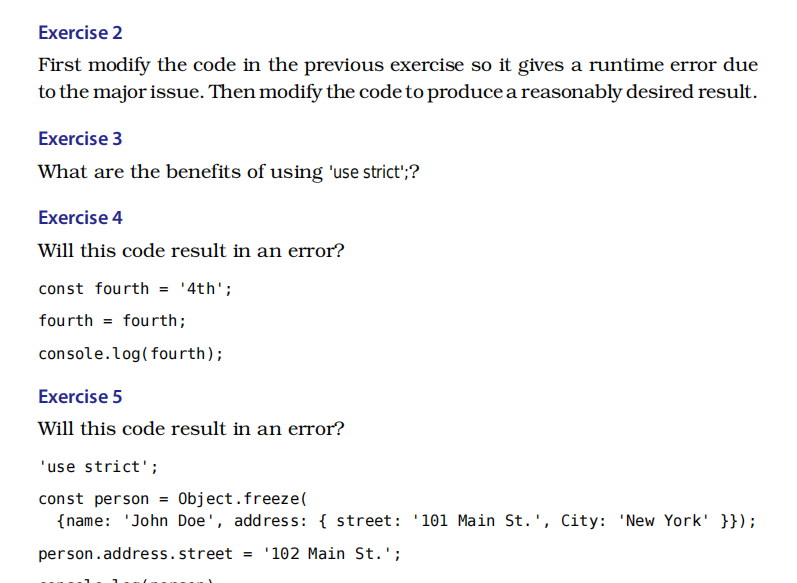 Exercise 2
First modify the code in the previous exercise so it gives a runtime error due
to the major issue. Then modify the code to produce a reasonably desired result.
Exercise 3
What are the benefits of using 'use strict';?
Exercise 4
Will this code result in an error?
const fourth = '4th';
fourth = fourth;
console.log(fourth);
Exercise 5
Will this code result in an error?
'use strict';
const person = Object.freeze(
{name: 'John Doe', address: { street: '101 Main St.', City: 'New York' }});
person.address.street = '102 Main St.';